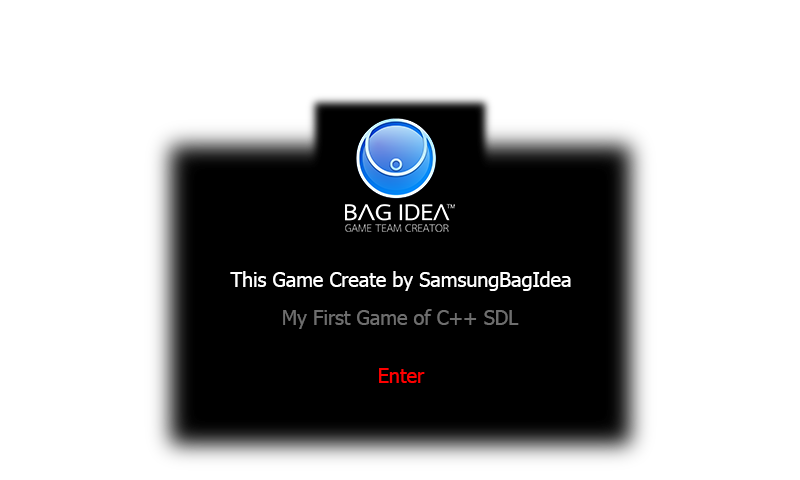 BAG IDEA™
GAME TEAM CREATOR
This Game Create by SamsungBagIdea
My First Game of C++ SDL
Enter